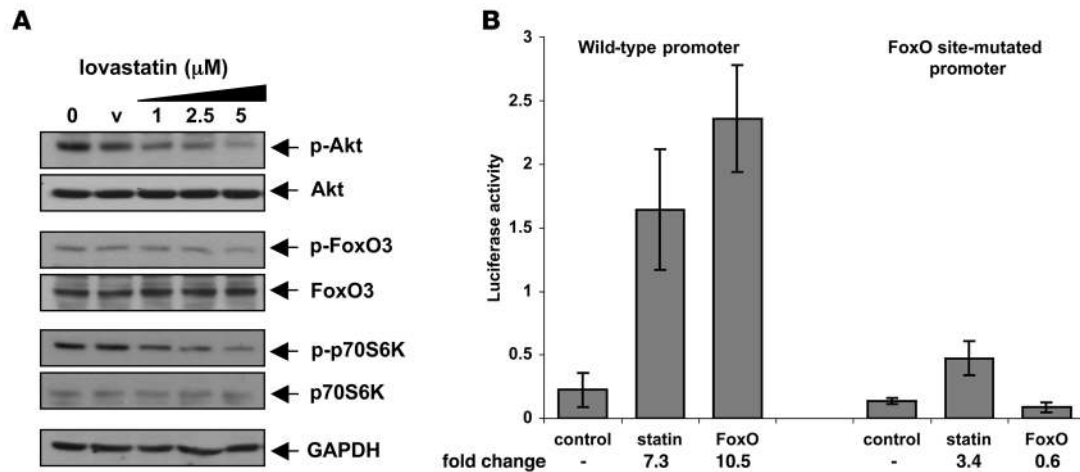 A
lovastatin (μM)
0 v 1 2.5 5
p-Akt
Akt
p-FoxO3
FoxO3
p-p70S6K
p70S6K
GAPDH
B
Wild-type promoter
FoxO site-mutated
promoter
Luciferase activity
3
2.5
2
1.5
1
0.5
0
control statin FoxO control statin FoxO
fold change - 7.3 10.5 - 3.4 0.6